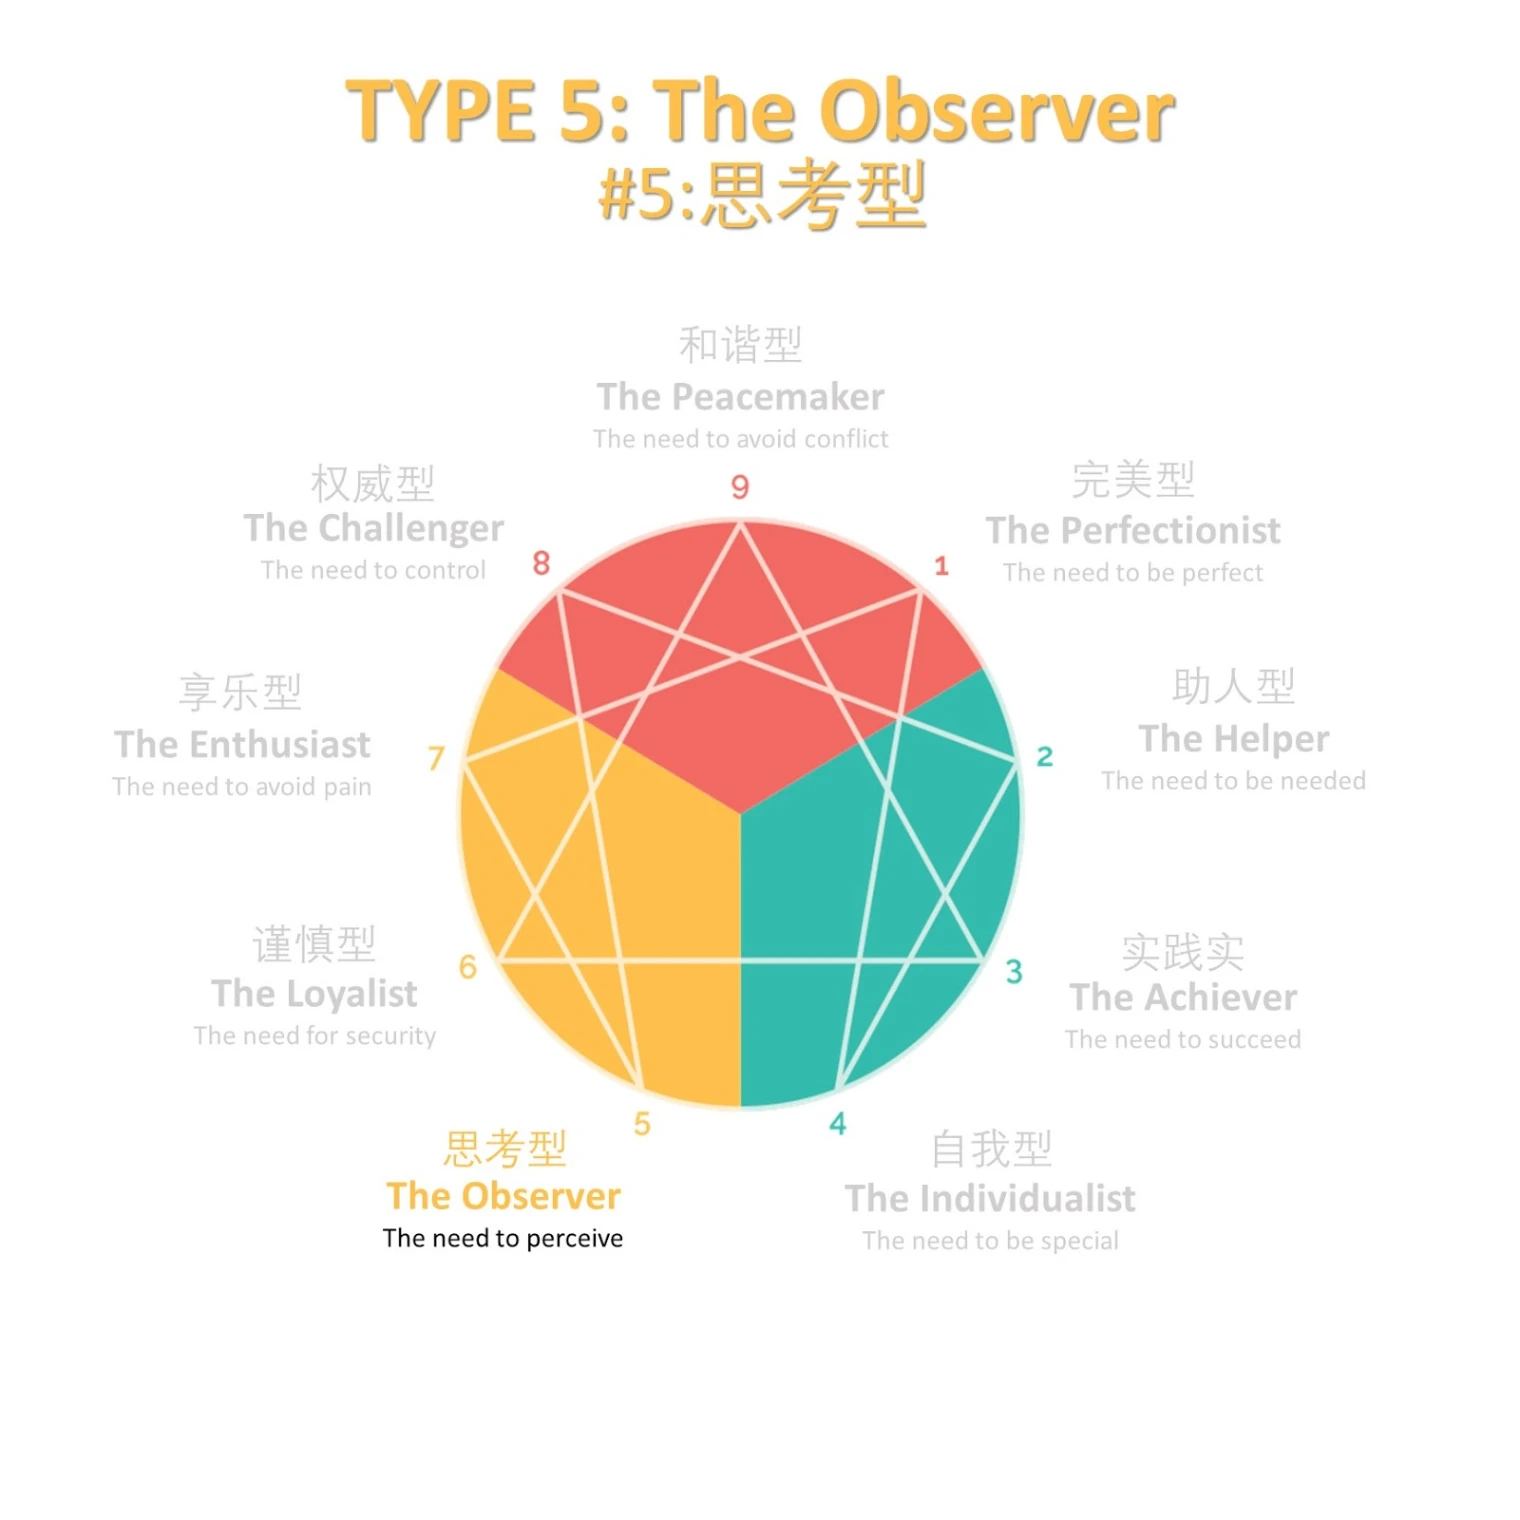 TYPE 5: The Observer
#5:思考型
和谐型
The Peacemaker
The need to avoid conflict
9
权威型
The Challenger
The need to control
8
完美型
The Perfectionist
The need to be perfect
1
享乐型
The Enthusiast
The need to avoid pain
7
助人型
The Helper
The need to be needed
2
谨慎型
The Loyalist
The need for security
6
实践实
The Achiever
The need to succeed
3
5
思考型
The Observer
The need to perceive
4
自我型
The Individualist
The need to be special